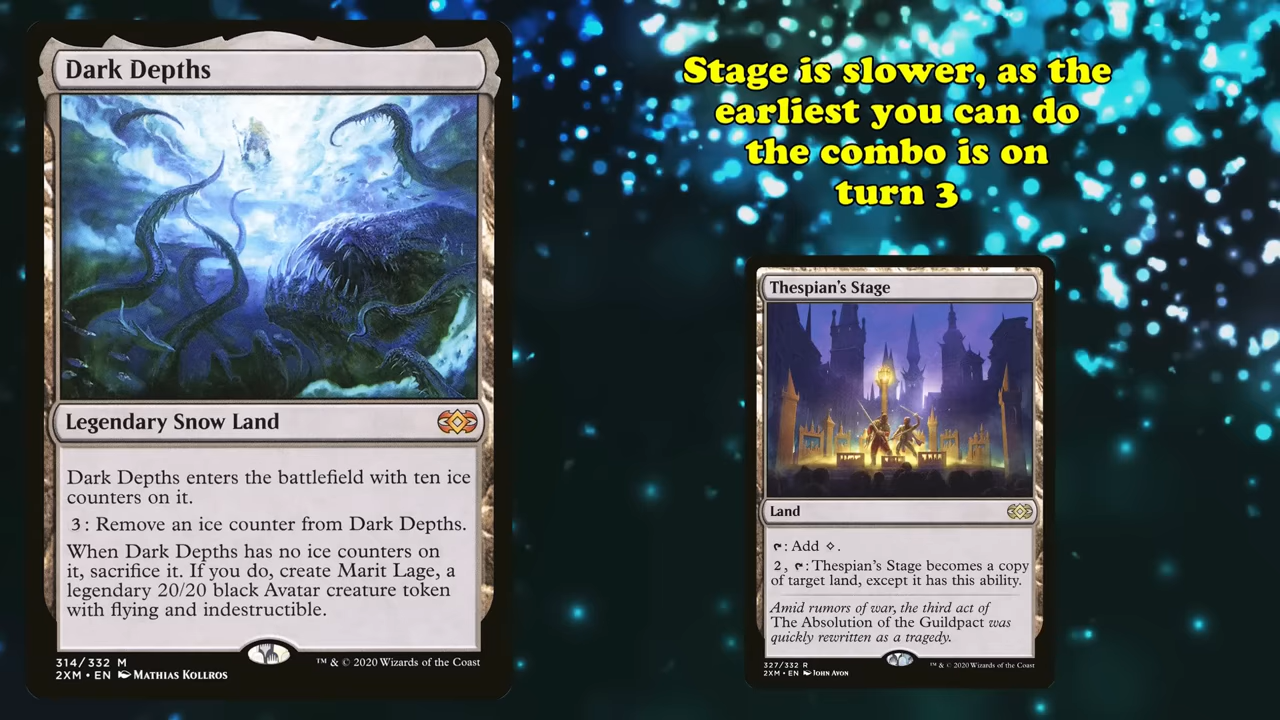 Dark Depths
Legendary Snow Land
Dark Depths enters the battlefield with ten ice
counters on it.
3: Remove an ice counter from Dark Depths.
When Dark Depths has no ice counters on
it, sacrifice it. If you do, create Marit Lage, a
legendary 20/20 black Avatar creature token
with flying and indestructible.
314/332 M
2XM • EN MATHIAS KOLLROS
™ & © 2020 Wizards of the Coast
Stage is slower, as the
earliest you can do
the combo is on
turn 3
Thespian's Stage
Land
: Add .
2, : Thespian's Stage becomes a copy
of target land, except it has this ability.
Amid rumors of war, the third act of
The Absolution of the Guildpact was
quickly rewritten as a tragedy.
327/332 R
2XM • EN JOHN AVON
™ & © 2020 Wizards of the Coast